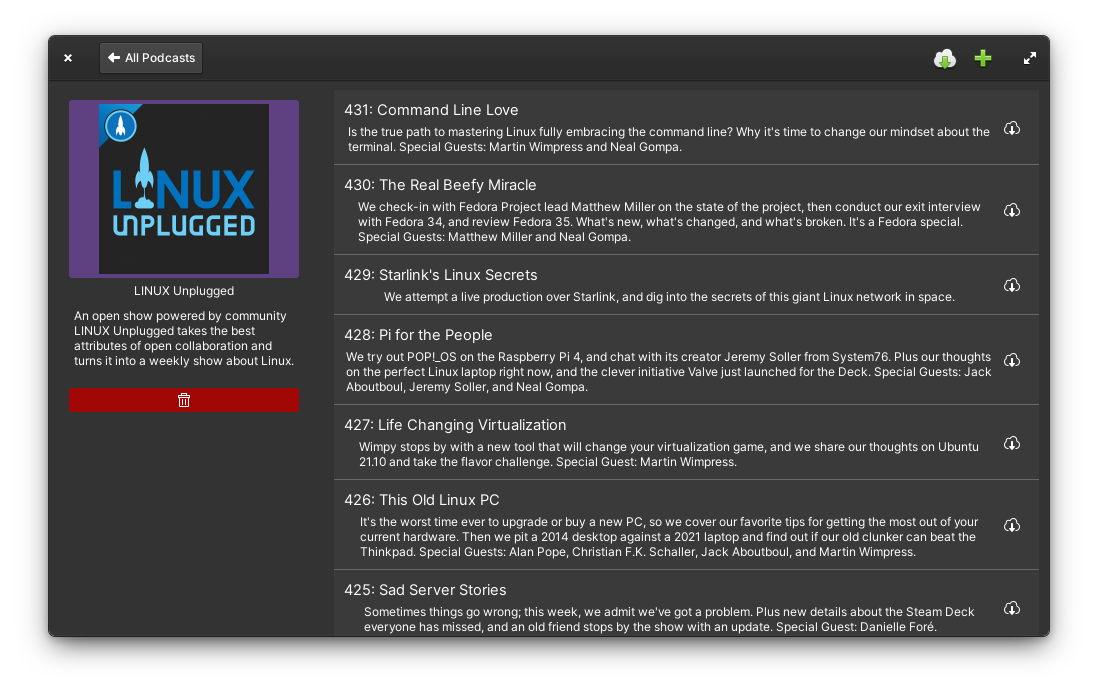 All Podcasts
LINUX
UNPLUGGED
LINUX Unplugged
An open show powered by community
LINUX Unplugged takes the best
attributes of open collaboration and
turns it into a weekly show about Linux.
431: Command Line Love
Is the true path to mastering Linux fully embracing the command line? Why it's time to change our mindset about the
terminal. Special Guests: Martin Wimpress and Neal Gompa.
430: The Real Beefy Miracle
We check-in with Fedora Project lead Matthew Miller on the state of the project, then conduct our exit interview
with Fedora 34, and review Fedora 35. What's new, what's changed, and what's broken. It's a Fedora special.
Special Guests: Matthew Miller and Neal Gompa.
429: Starlink's Linux Secrets
We attempt a live production over Starlink, and dig into the secrets of this giant Linux network in space.
428: Pi for the People
We try out POP!_OS on the Raspberry Pi 4, and chat with its creator Jeremy Soller from System76. Plus our thoughts
on the perfect Linux laptop right now, and the clever initiative Valve just launched for the Deck. Special Guests: Jack
Aboutboul, Jeremy Soller, and Neal Gompa.
427: Life Changing Virtualization
Wimpy stops by with a new tool that will change your virtualization game, and we share our thoughts on Ubuntu
21.10 and take the flavor challenge. Special Guest: Martin Wimpress.
426: This Old Linux PC
It's the worst time ever to upgrade or buy a new PC, so we cover our favorite tips for getting the most out of your
current hardware. Then we pit a 2014 desktop against a 2021 laptop and find out if our old clunker can beat the
Thinkpad. Special Guests: Alan Pope, Christian F.K. Schaller, Jack Aboutboul, and Martin Wimpress.
425: Sad Server Stories
Sometimes things go wrong; this week, we admit we've got a problem. Plus new details about the Steam Deck
everyone has missed, and an old friend stops by the show with an update. Special Guest: Danielle Foré.